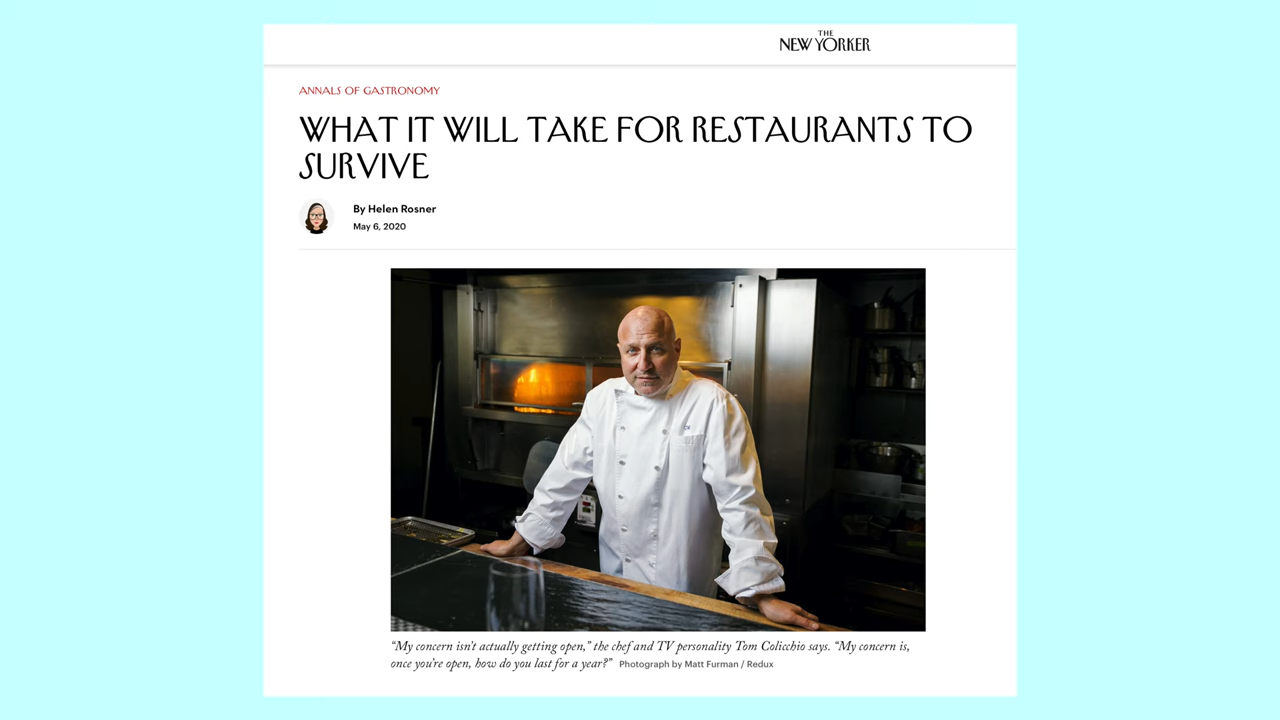 THE
NEW YORKER
ANNALS OF GASTRONOMY
WHAT IT WILL TAKE FOR RESTAURANTS TO
SURVIVE
By Helen Rosner
May 6, 2020
“My concern isn’t actually getting open,” the chef and TV personality Tom Colicchio says. “My concern is,
once you’re open, how do you last for a year?” Photograph by Matt Furman / Redux